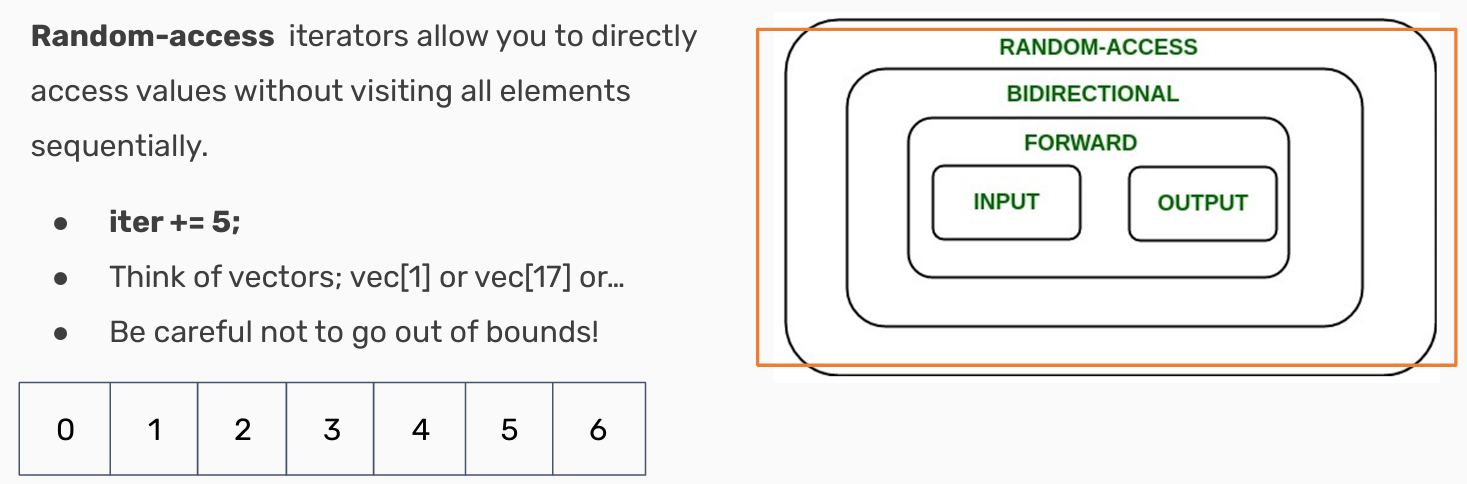 Random-access iterators allow you to directly
access values without visiting all elements
sequentially.
● iter += 5;
● Think of vectors; vec[1] or vec[17] or…
● Be careful not to go out of bounds!
0 1 2 3 4 5 6
RANDOM-ACCESS
BIDIRECTIONAL
FORWARD
INPUT OUTPUT